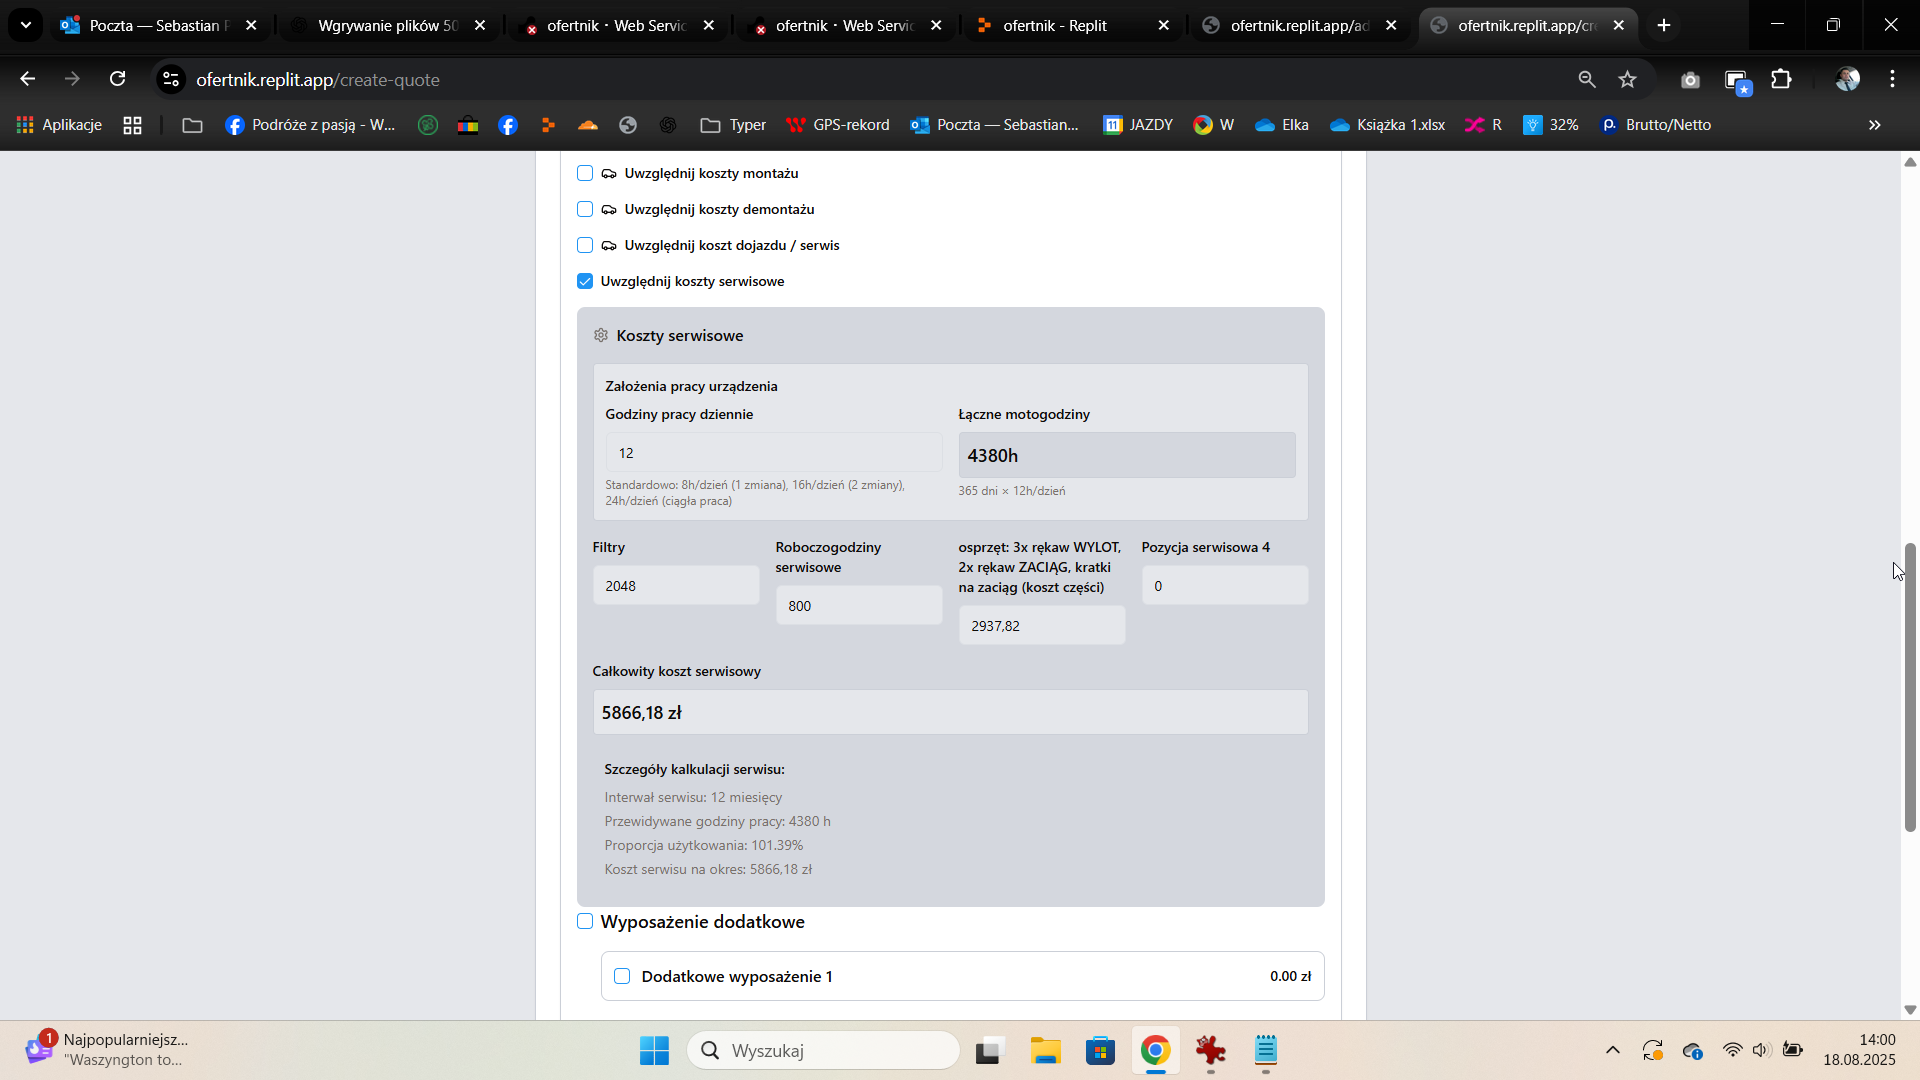 Poczta — Sebastian P
Wgrywanie plików 50
ofertnik · Web Servic
ofertnik · Web Servic
ofertnik - Replit
ofertnik.replit.app/ad
ofertnik.replit.app/cre
ofertnik.replit.app/create-quote
Aplikacje
Podróże z pasją - W...
Typer
GPS-rekord
Poczta — Sebastian...
11
JAZDY
W
Elka
Książka 1.xlsx
R
32%
Brutto/Netto
Uwzględnij koszty montażu
Uwzględnij koszty demontażu
Uwzględnij koszt dojazdu / serwis
Uwzględnij koszty serwisowe
Koszty serwisowe
Założenia pracy urządzenia
Godziny pracy dziennie
Łączne motogodziny
12
4380h
Standardowo: 8h/dzień (1 zmiana), 16h/dzień (2 zmiany),
24h/dzień (ciągła praca)
365 dni × 12h/dzień
Filtry
2048
Roboczogodziny
serwisowe
800
osprzęt: 3x rękaw WYLOT,
2x rękaw ZACIĄG, kratki
na zaciąg (koszt części)
2937,82
Pozycja serwisowa 4
0
Całkowity koszt serwisowy
5866,18 zł
Szczegóły kalkulacji serwisu:
Interwał serwisu: 12 miesięcy
Przewidywane godziny pracy: 4380 h
Proporcja użytkowania: 101.39%
Koszt serwisu na okres: 5866,18 zł
Wyposażenie dodatkowe
Dodatkowe wyposażenie 1
0.00 zł
1
Najpopularniejsz...
"Waszyngton to...
Wyszukaj
14:00
18.08.2025